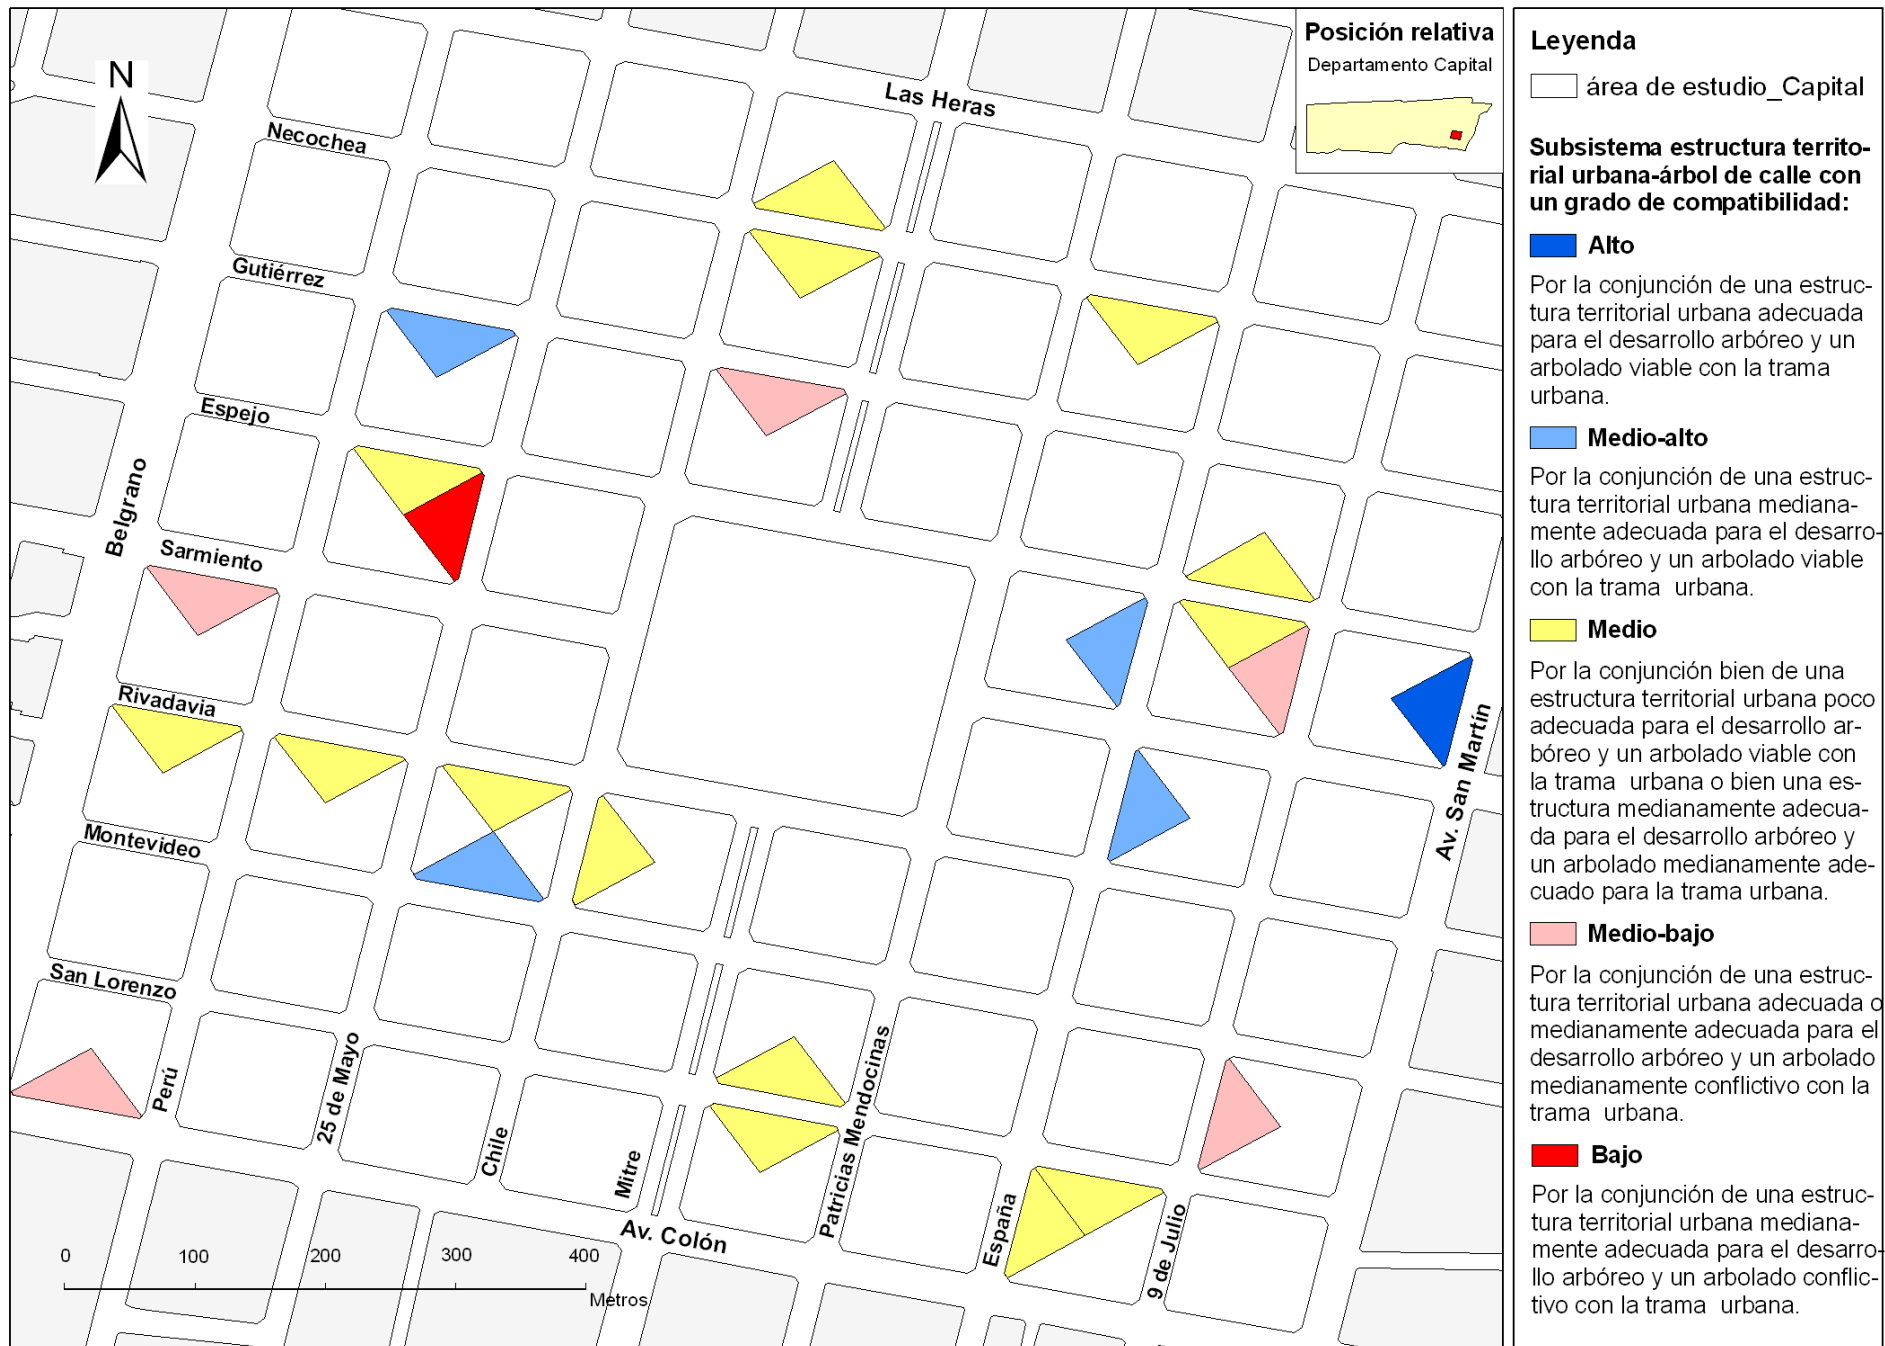 N
Las Heras
Necochea
Gutiérrez
Espejo
Belgrano
Sarmiento
Rivadavia
Montevideo
San Lorenzo
Perú
25 de Mayo
Chile
Mitre
Patricias Mendocinas
España
9 de Julio
Av. San Martín
Av. Colón
0 100 200 300 400
Metros
Posición relativa
Departamento Capital
Leyenda
área de estudio_Capital
Subsistema estructura territo-
rial urbana-árbol de calle con
un grado de compatibilidad:
Alto
Por la conjunción de una estruc-
tura territorial urbana adecuada
para el desarrollo arbóreo y un
arbolado viable con la trama
urbana.
Medio-alto
Por la conjunción de una estruc-
tura territorial urbana mediana-
mente adecuada para el desarro-
llo arbóreo y un arbolado viable
con la trama urbana.
Medio
Por la conjunción bien de una
estructura territorial urbana poco
adecuada para el desarrollo ar-
bóreo y un arbolado viable con
la trama urbana o bien una es-
tructura medianamente adecua-
da para el desarrollo arbóreo y
un arbolado medianamente ade-
cuado para la trama urbana.
Medio-bajo
Por la conjunción de una estruc-
tura territorial urbana adecuada o
medianamente adecuada para el
desarrollo arbóreo y un arbolado
medianamente conflictivo con la
trama urbana.
Bajo
Por la conjunción de una estruc-
tura territorial urbana mediana-
mente adecuada para el desarro-
llo arbóreo y un arbolado conflic-
tivo con la trama urbana.